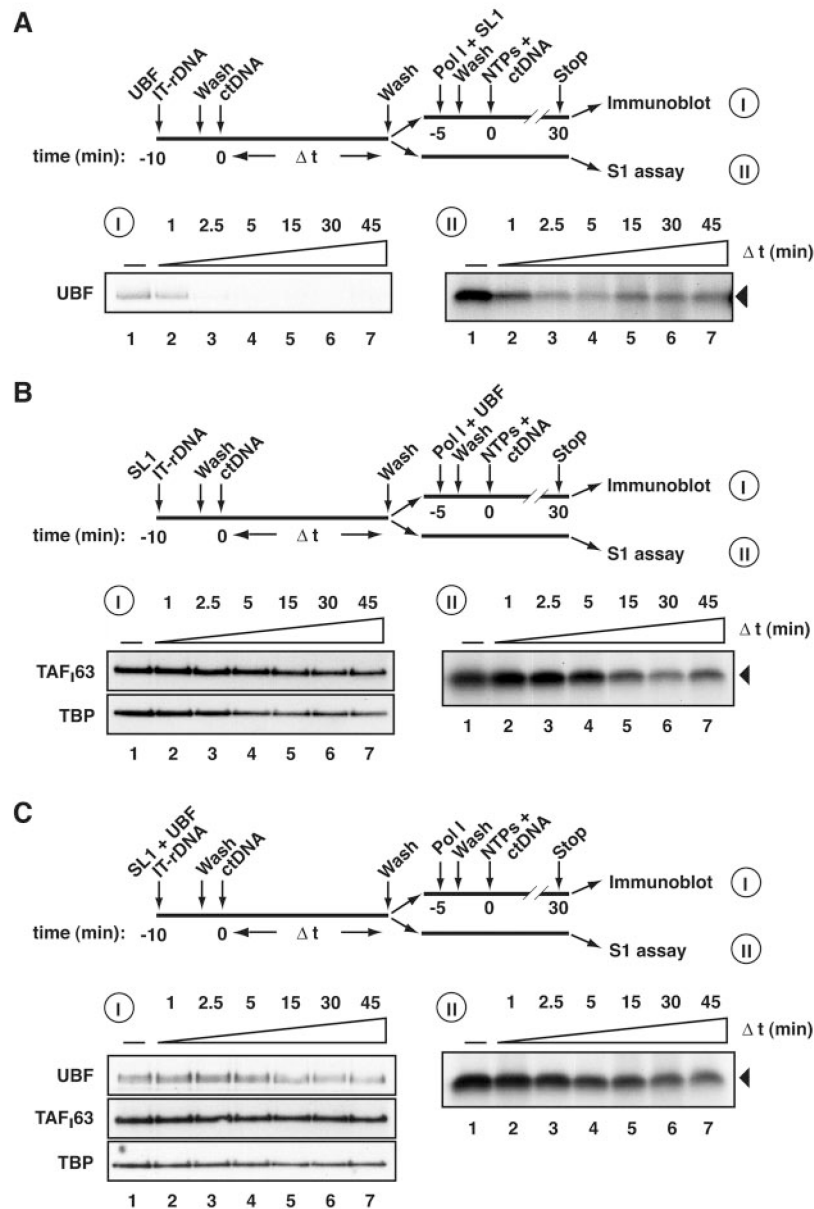 A
UBF
IT-rDNA
Wash
ctDNA
Wash
Pol I + SL1
Wash
NTPs +
ctDNA
Stop
Immunoblot I
-5 0 30
time (min): -10 0 Δ t
S1 assay II
I 1 2.5 5 15 30 45
—
UBF
1 2 3 4 5 6 7
II 1 2.5 5 15 30 45
— Δ t (min)
1 2 3 4 5 6 7
B
SL1
IT-rDNA
Wash
ctDNA
Wash
Pol I + UBF
Wash
NTPs +
ctDNA
Stop
Immunoblot I
-5 0 30
time (min): -10 0 Δ t
S1 assay II
I 1 2.5 5 15 30 45
—
TAFI63
TBP
1 2 3 4 5 6 7
II 1 2.5 5 15 30 45
— Δ t (min)
1 2 3 4 5 6 7
C
SL1 + UBF
IT-rDNA
Wash
ctDNA
Wash
Pol I
Wash
NTPs +
ctDNA
Stop
Immunoblot I
-5 0 30
time (min): -10 0 Δ t
S1 assay II
I 1 2.5 5 15 30 45
—
UBF
TAFI63
TBP
1 2 3 4 5 6 7
II 1 2.5 5 15 30 45
— Δ t (min)
1 2 3 4 5 6 7